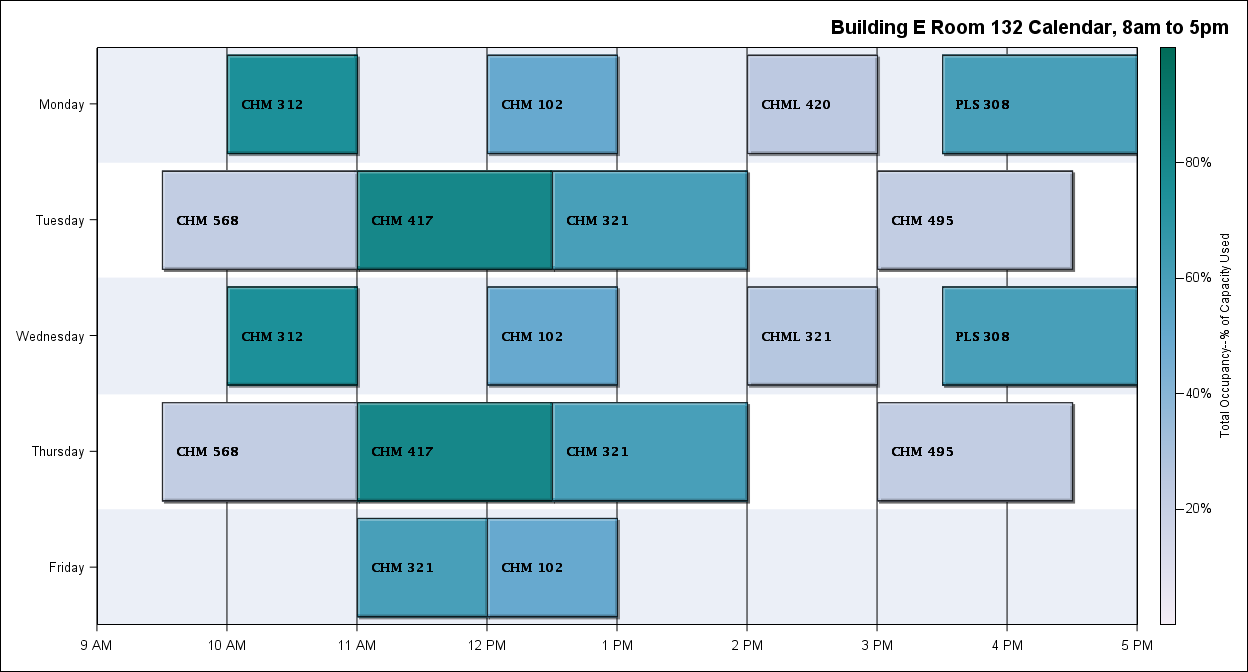 Building E Room 132 Calendar, 8am to 5pm
Monday
CHM 312
CHM 102
CHML 420
PLS 308
Tuesday
CHM 568
CHM 417
CHM 321
CHM 495
Wednesday
CHM 312
CHM 102
CHML 321
PLS 308
Thursday
CHM 568
CHM 417
CHM 321
CHM 495
Friday
CHM 321
CHM 102
9 AM
10 AM
11 AM
12 PM
1 PM
2 PM
3 PM
4 PM
5 PM
80%
60%
40%
20%
Total Occupancy--% of Capacity Used